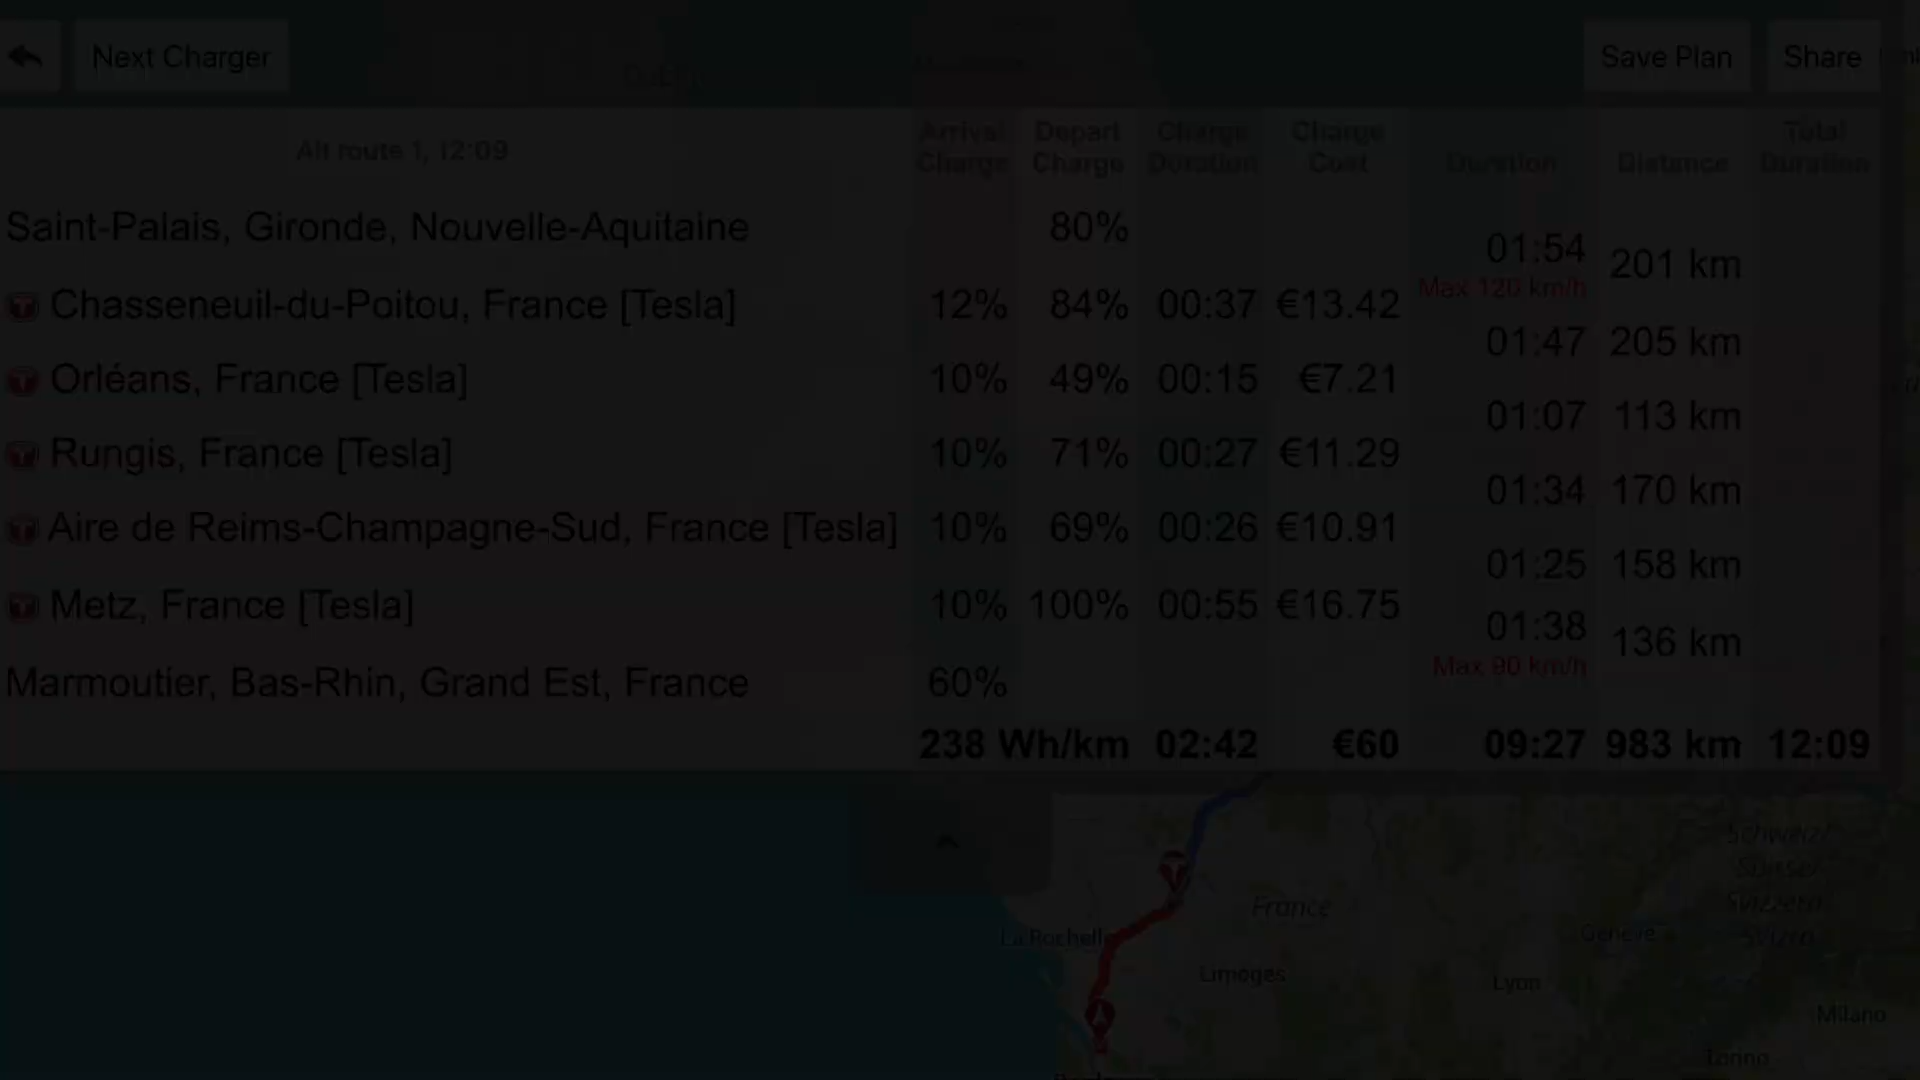 Next Charger Save Plan Share
Alt route 1, 12:09 Arrival Charge Depart Charge Charge Duration Charge Cost Duration Distance Total Duration
Saint-Palais, Gironde, Nouvelle-Aquitaine 80%
01:54 201 km
Max 120 km/h
Chasseneuil-du-Poitou, France [Tesla] 12% 84% 00:37 €13.42
01:47 205 km
Orléans, France [Tesla] 10% 49% 00:15 €7.21
01:07 113 km
Rungis, France [Tesla] 10% 71% 00:27 €11.29
01:34 170 km
Aire de Reims-Champagne-Sud, France [Tesla] 10% 69% 00:26 €10.91
01:25 158 km
Metz, France [Tesla] 10% 100% 00:55 €16.75
01:38 136 km
Max 90 km/h
Marmoutier, Bas-Rhin, Grand Est, France 60%
238 Wh/km 02:42 €60 09:27 983 km 12:09
Schweiz/
Suisse/
Svizzera/
Svizra
France
La Rochelle
Genève
Limoges
Lyon
Milano
Torino